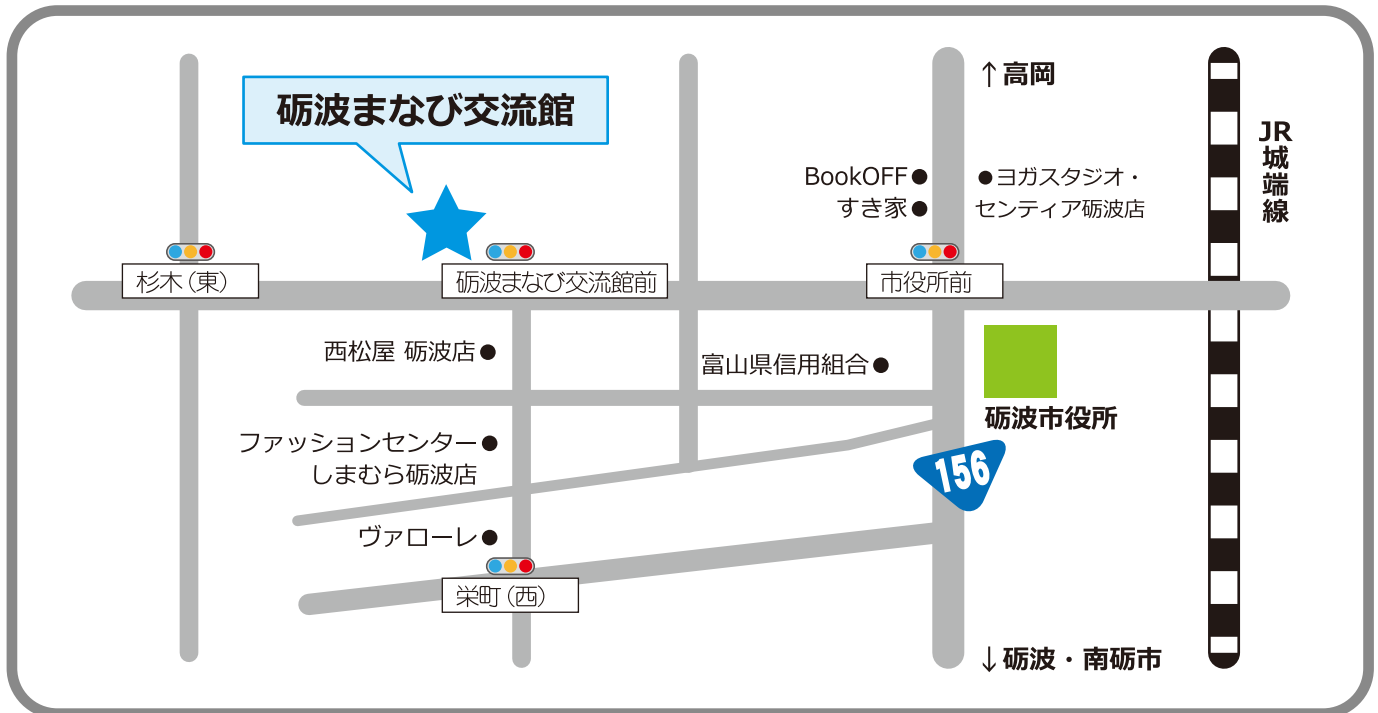 ↑高岡
砺波まなび交流館
JR城端線
BookOFF
●ヨガスタジオ・
すき家
センティア砺波店
杉木(東)
砺波まなび交流館前
市役所前
西松屋 砺波店
富山県信用組合
砺波市役所
ファッションセンター
しまむら砺波店
156
ヴァローレ
栄町(西)
↓砺波・南砺市